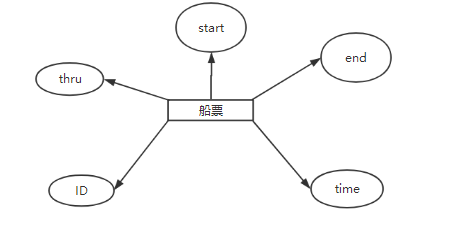 start
end
thru
船票
ID
time